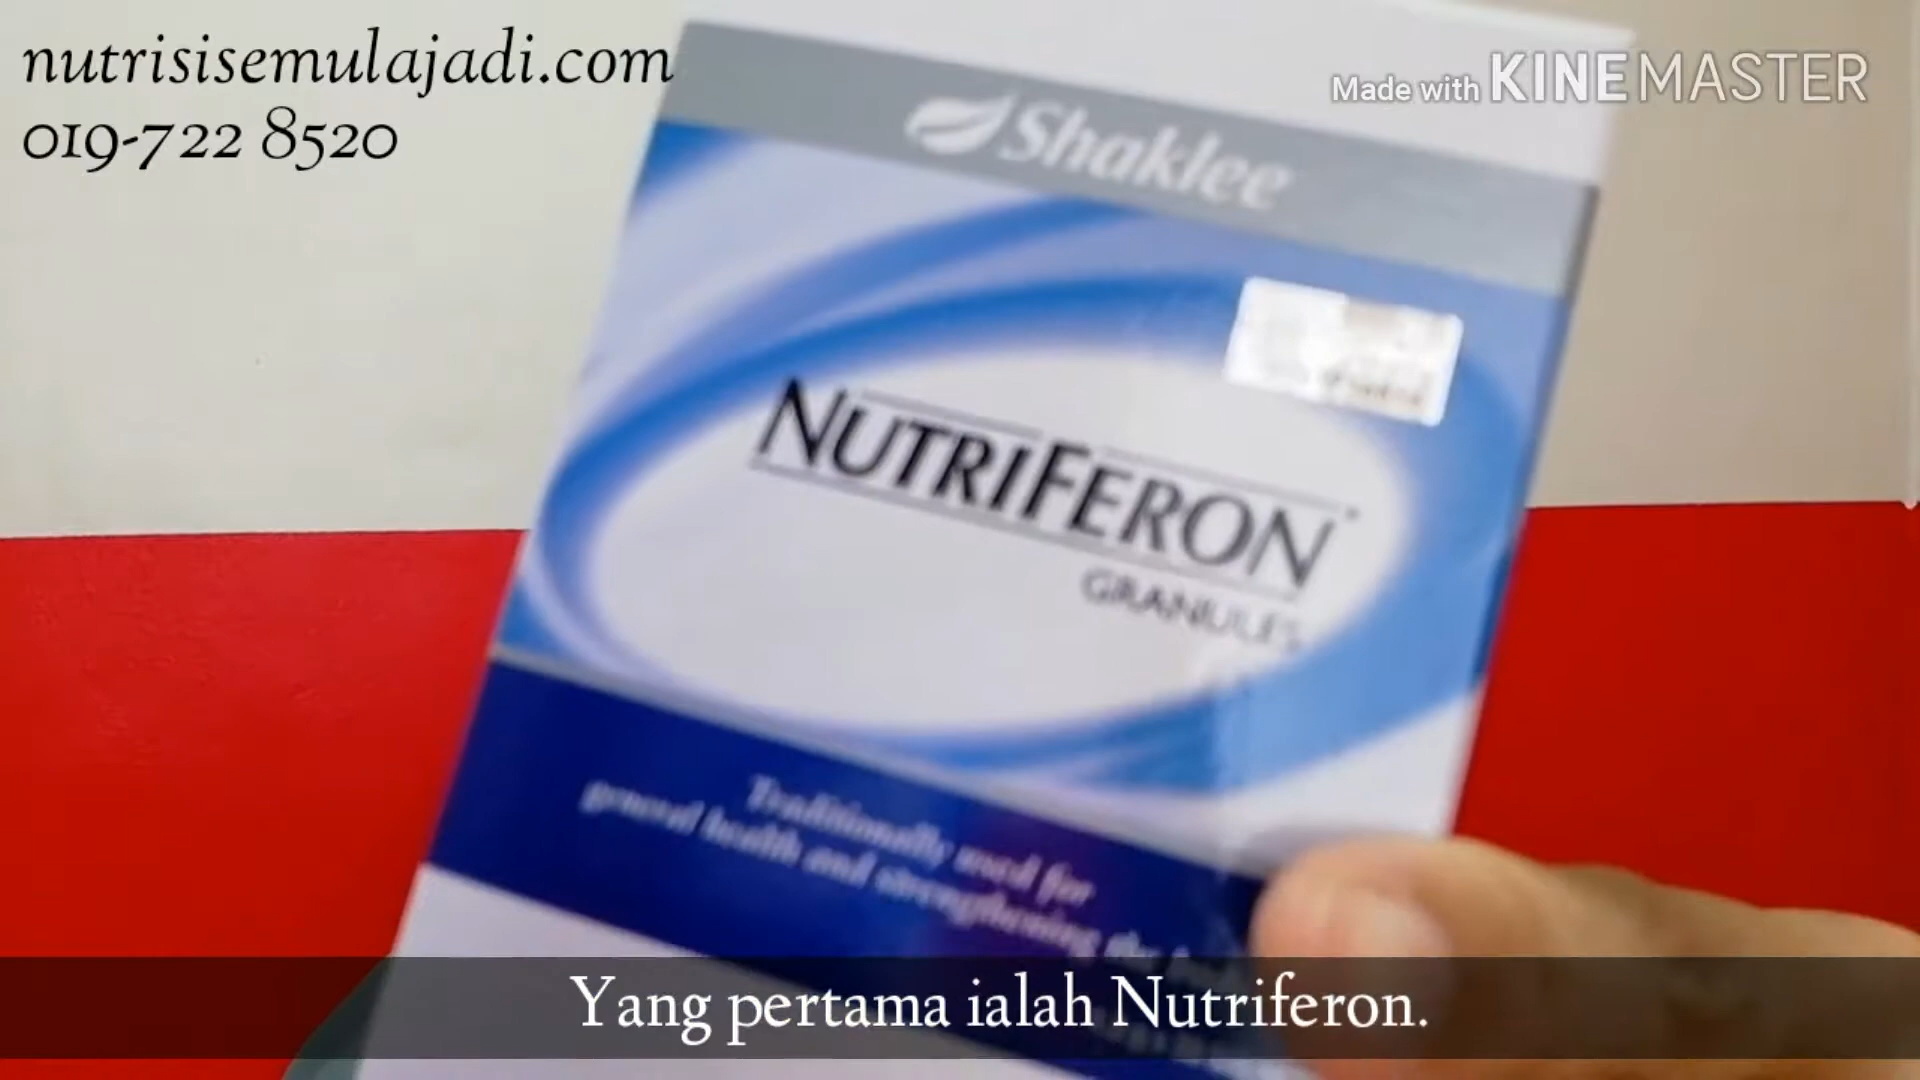 nutrisisemulajadi.com
019-722 8520
Made with KINEMASTER
Shaklee
NUTRIFERON
GRANULES
Traditionally used for
general health and strengthening the
Yang pertama ialah Nutriferon.